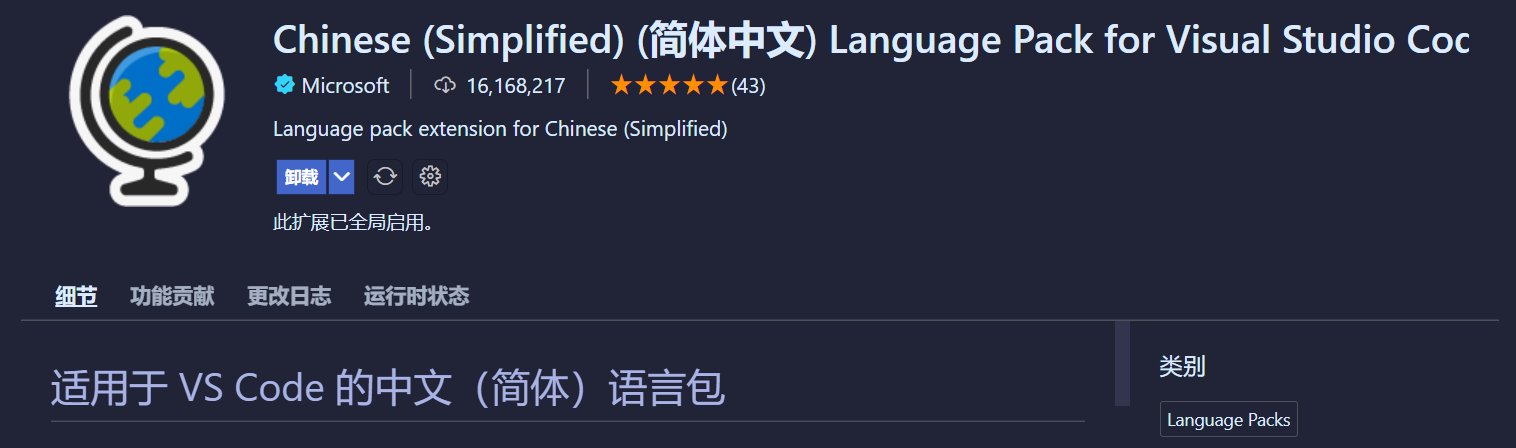 Chinese (Simplified) (简体中文) Language Pack for Visual Studio Coc
Microsoft 16,168,217 ★★★★★(43)
Language pack extension for Chinese (Simplified)
卸载
此扩展已全局启用。
细节 功能贡献 更改日志 运行时状态
适用于 VS Code 的中文（简体）语言包
类别
Language Packs